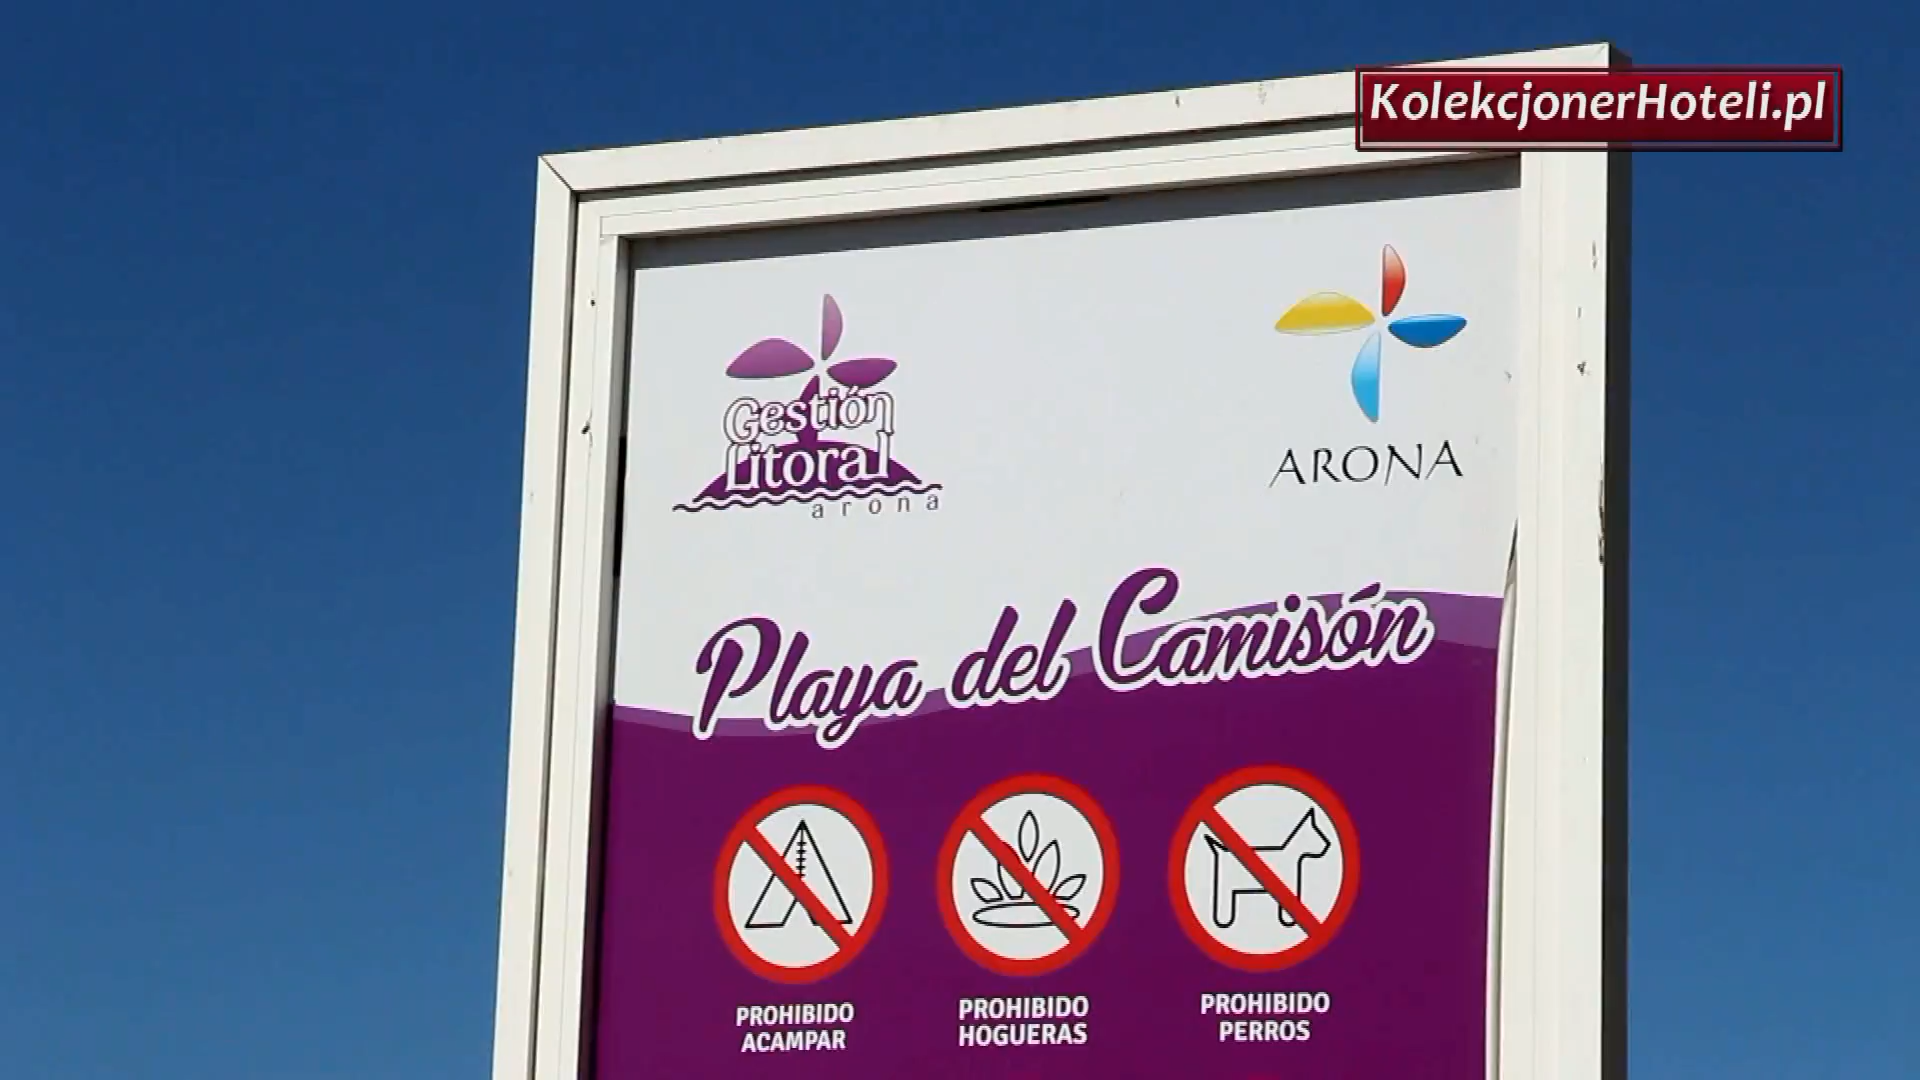 KolekcjonerHoteli.pl
Gestión
Litoral
arona
ARONA
Playa del Camisón
PROHIBIDO
ACAMPAR
PROHIBIDO
HOGUERAS
PROHIBIDO
PERROS